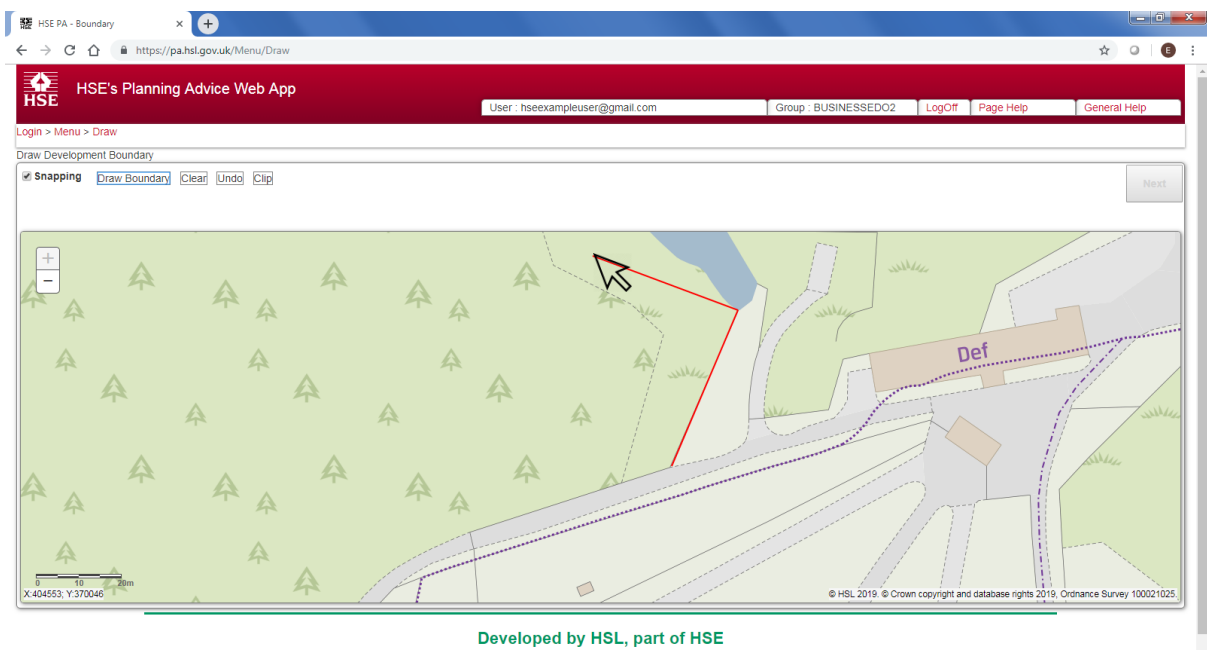 HSE PA - Boundary
https://pa.hsl.gov.uk/Menu/Draw
E
HSE
HSE's Planning Advice Web App
User : hseexampleuser@gmail.com
Group : BUSINESSEDO2
LogOff
Page Help
General Help
Login > Menu > Draw
Draw Development Boundary
Snapping
Draw Boundary
Clear
Undo
Clip
Next
+
−
Def
0 10 20m
X:404553; Y:370046
© HSL 2019. © Crown copyright and database rights 2019, Ordnance Survey 100021025.
Developed by HSL, part of HSE